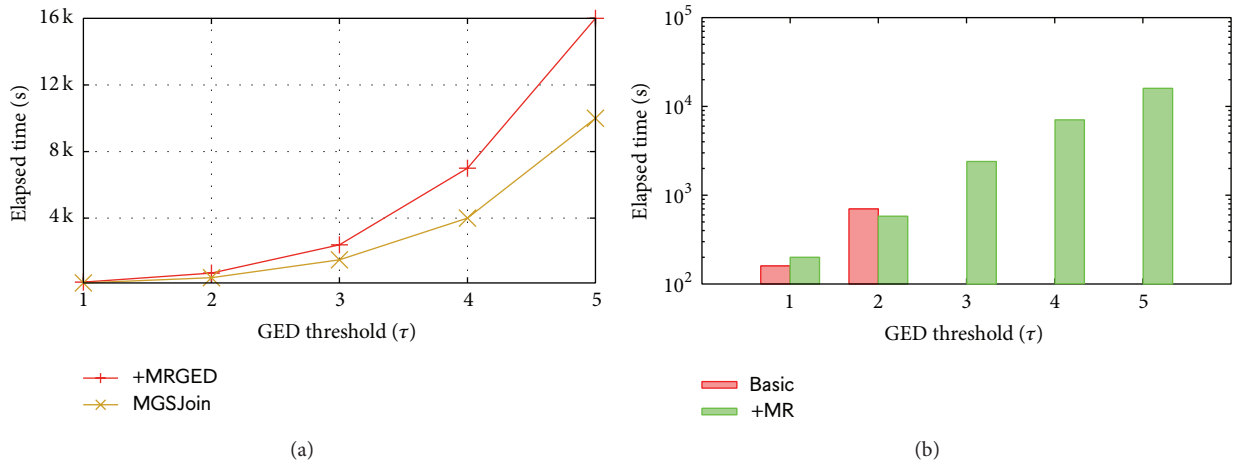 16 k
12 k
8 k
4 k
1 2 3 4 5
Elapsed time (s)
GED threshold (τ)
+MRGED
MGSJoin
(a)
10^5
10^4
10^3
10^2
1 2 3 4 5
Elapsed time (s)
GED threshold (τ)
Basic
+MR
(b)